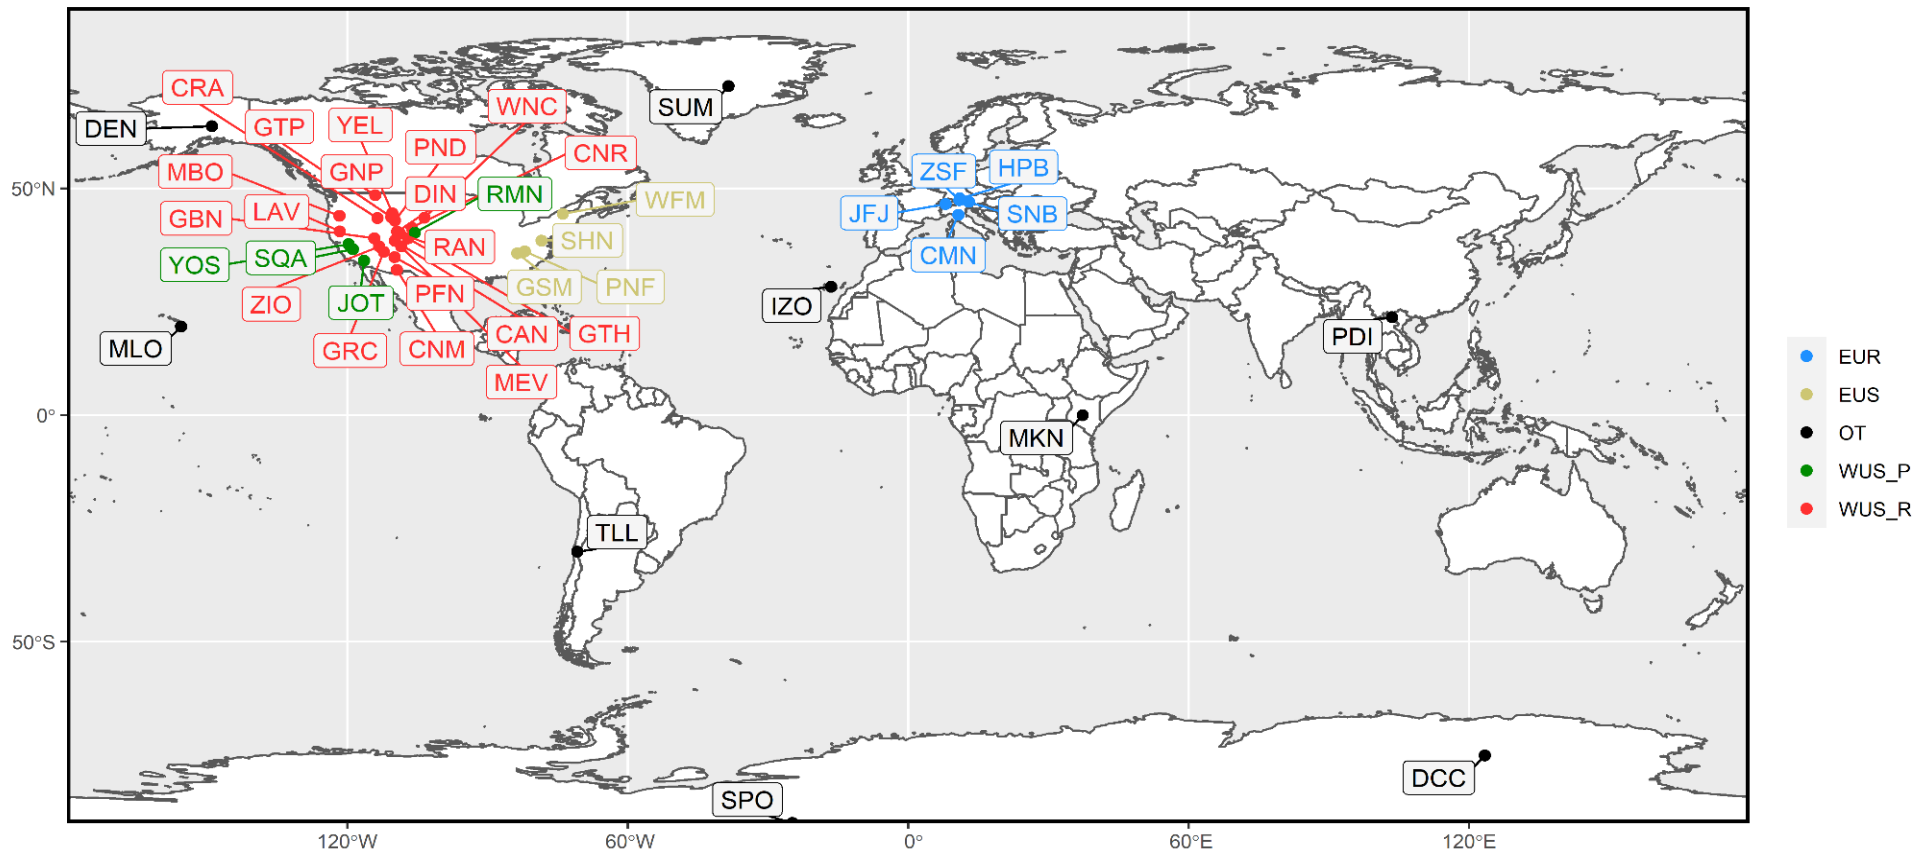 CRA
WNC
SUM
DEN
GTP
YEL
PND
CNR
MBO
GNP
DIN
RMN
ZSF
HPB
50°N
WFM
GBN
LAV
JFJ
SNB
SHN
RAN
YOS
SQA
CMN
GSM
PNF
PFN
ZIO
JOT
IZO
MLO
GRC
CNM
CAN
GTH
PDI
MEV
0°
MKN
TLL
50°S
SPO
DCC
120°W
60°W
0°
60°E
120°E
EUR
EUS
OT
WUS_P
WUS_R